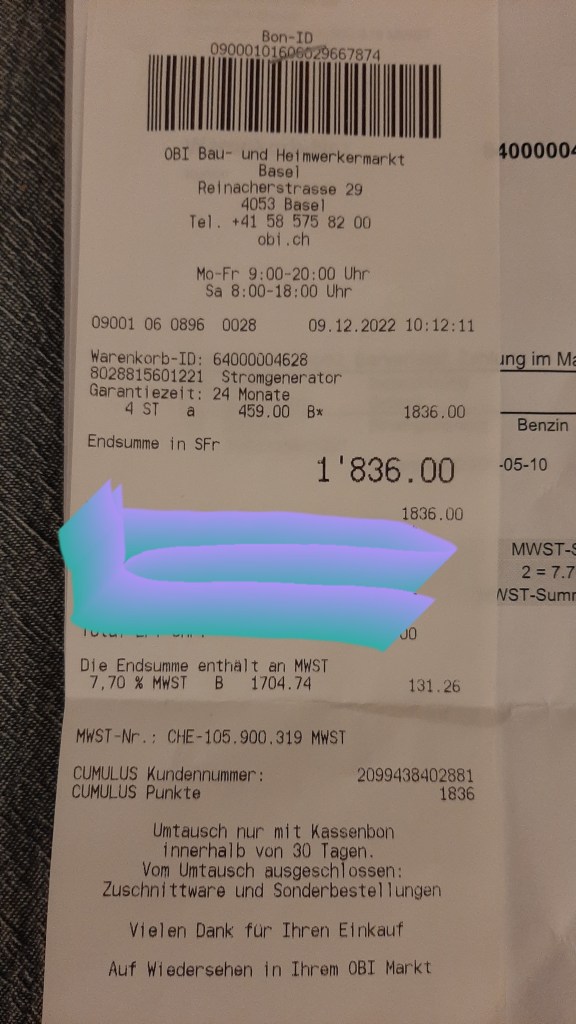 Bon-ID
09000101606029667874
OBI Bau- und Heimwerkermarkt
Basel
Reinacherstrasse 29
4053 Basel
Tel. +41 58 575 82 00
obi.ch
Mo-Fr 9:00-20:00 Uhr
Sa 8:00-18:00 Uhr
09001 06 0896 0028 09.12.2022 10:12:11
Warenkorb-ID: 64000004628
8028815601221 Stromgenerator
Garantiezeit: 24 Monate
4 ST a 459.00 B* 1836.00
Endsumme in SFr
1'836.00
1836.00
Die Endsumme enthält an MWST
7,70 % MWST B 1704.74 131.26
MWST-Nr.: CHE-105.900.319 MWST
CUMULUS Kundennummer: 2099438402881
CUMULUS Punkte 1836
Umtausch nur mit Kassenbon
innerhalb von 30 Tagen.
Vom Umtausch ausgeschlossen:
Zuschnittware und Sonderbestellungen
Vielen Dank für Ihren Einkauf
Auf Wiedersehen in Ihrem OBI Markt
4000004
ung im Ma
Benzin
-05-10
MWST-S
2 = 7.7
WST-Summ